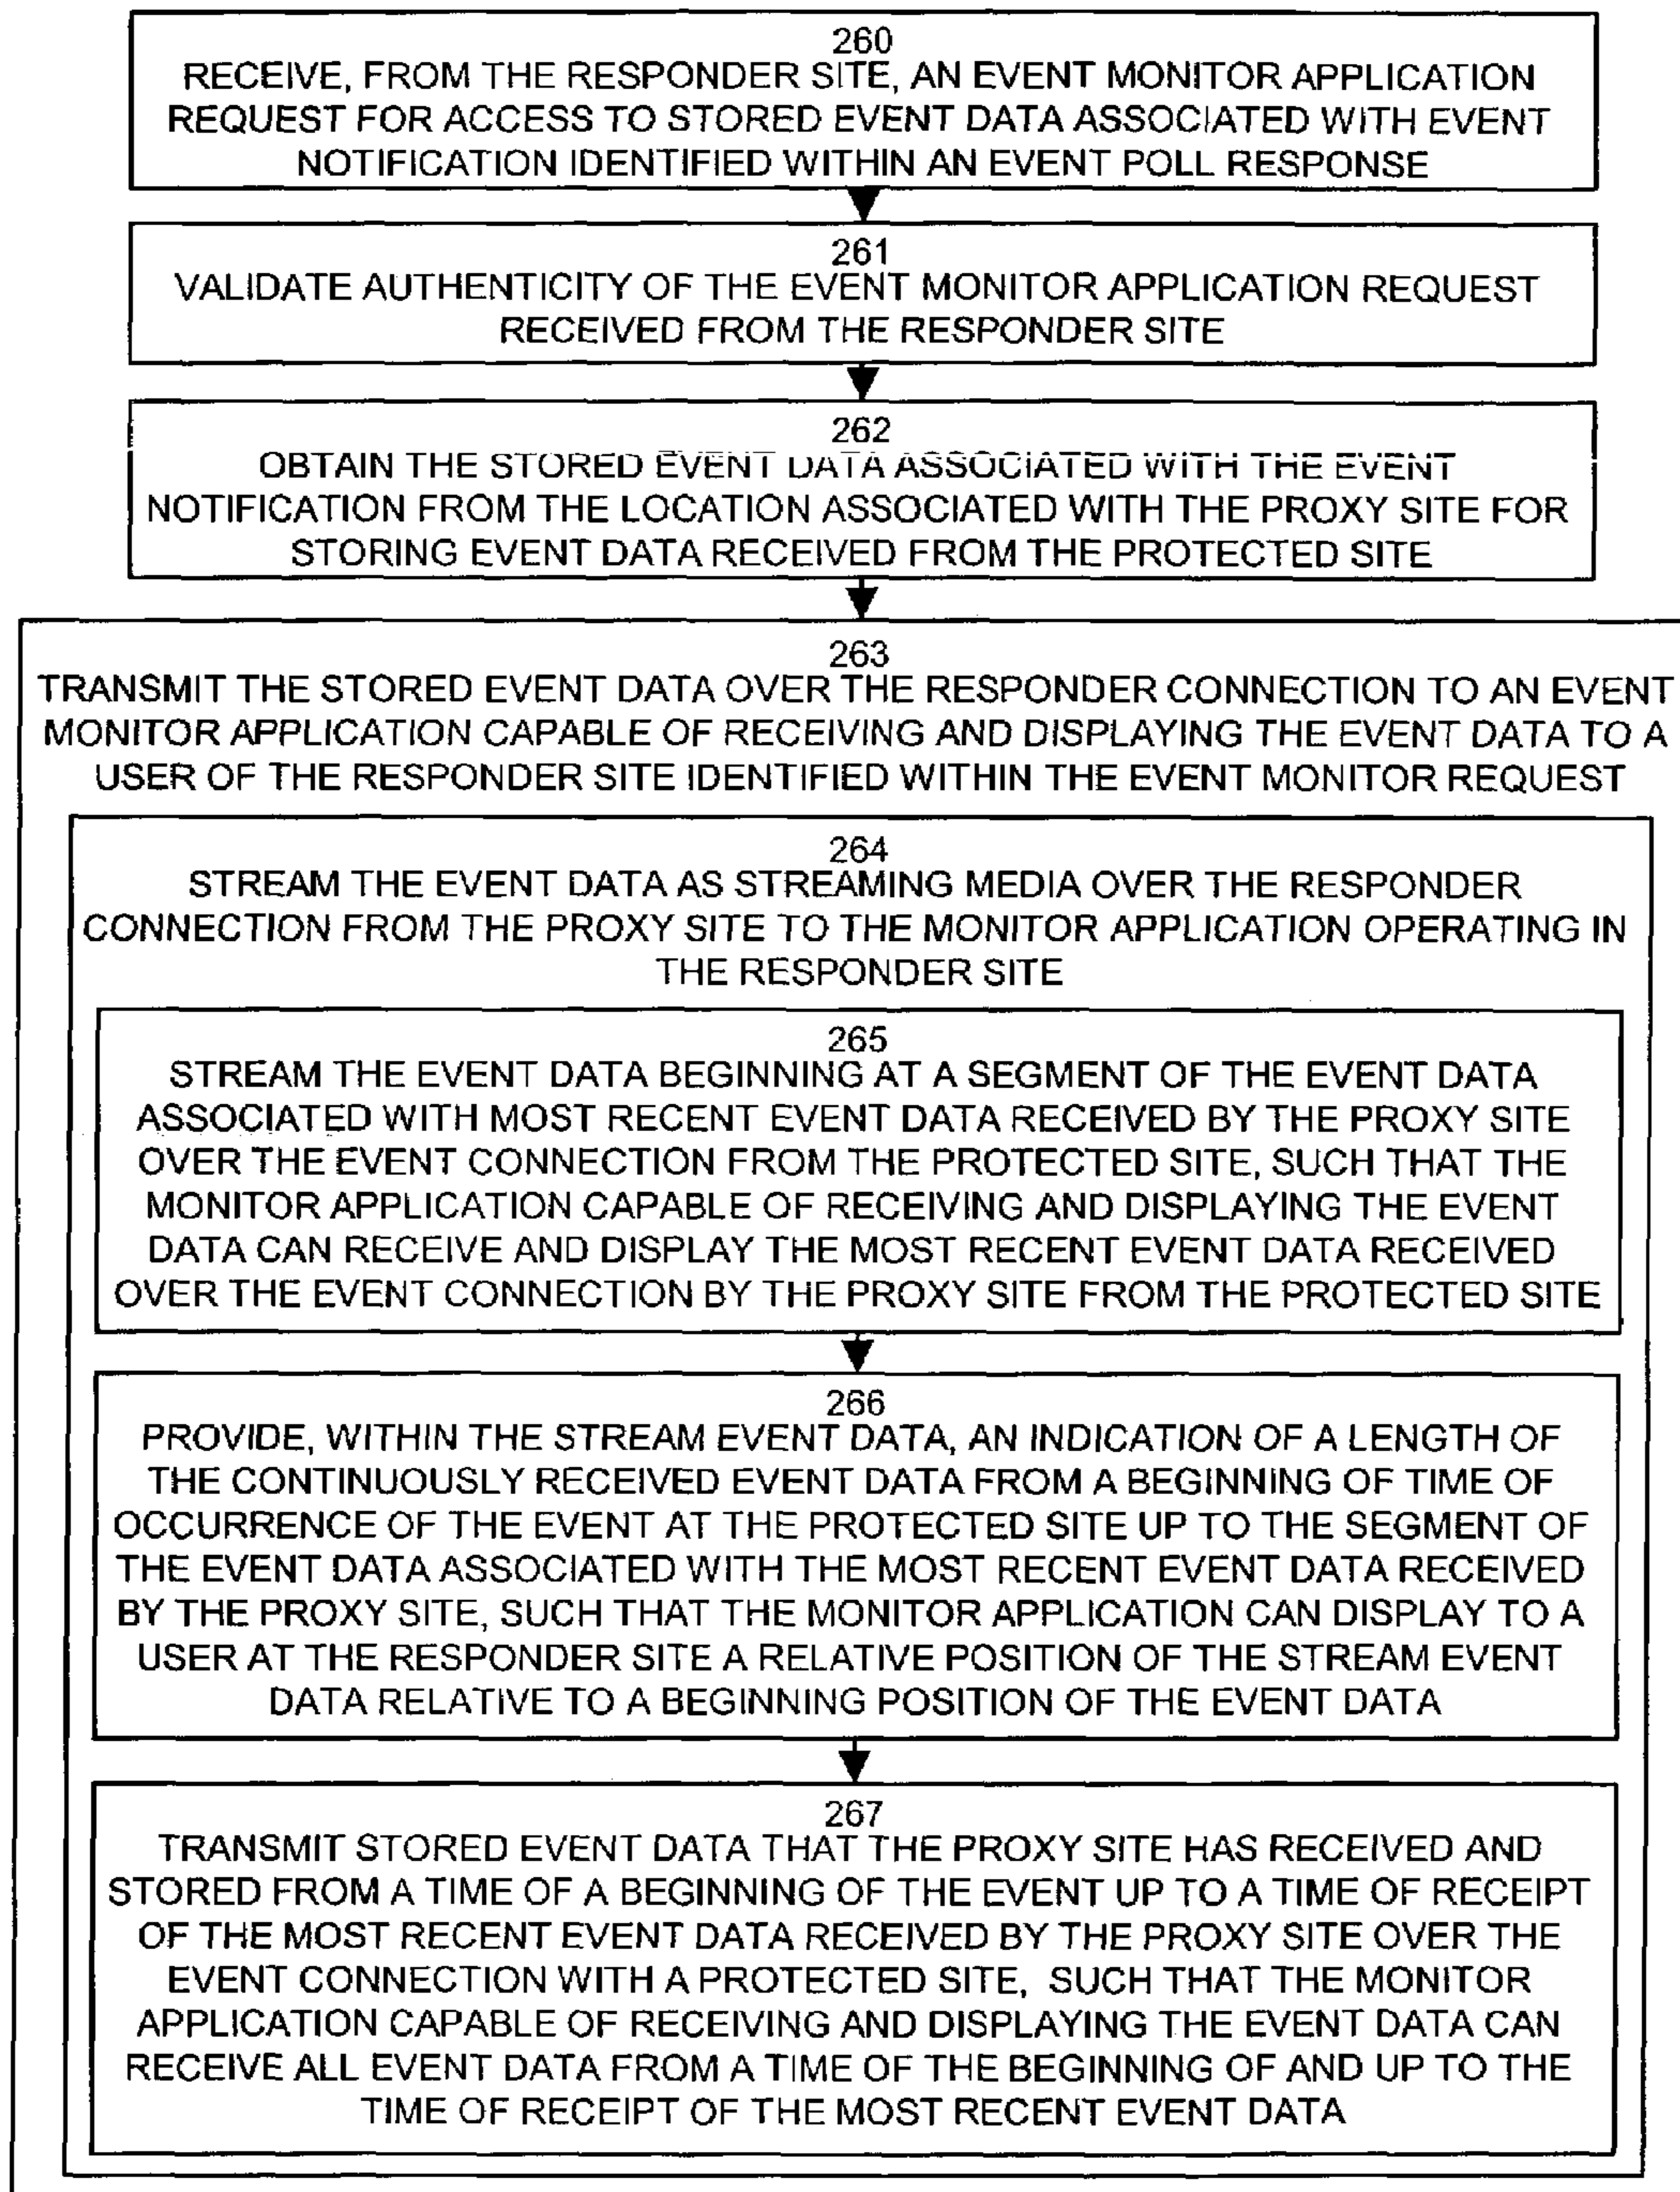 260
RECEIVE, FROM THE RESPONDER SITE, AN EVENT MONITOR APPLICATION
REQUEST FOR ACCESS TO STORED EVENT DATA ASSOCIATED WITH EVENT
NOTIFICATION IDENTIFIED WITHIN AN EVENT POLL RESPONSE
261
VALIDATE AUTHENTICITY OF THE EVENT MONITOR APPLICATION REQUEST
RECEIVED FROM THE RESPONDER SITE
262
OBTAIN THE STORED EVENT DATA ASSOCIATED WITH THE EVENT
NOTIFICATION FROM THE LOCATION ASSOCIATED WITH THE PROXY SITE FOR
STORING EVENT DATA RECEIVED FROM THE PROTECTED SITE
263
TRANSMIT THE STORED EVENT DATA OVER THE RESPONDER CONNECTION TO AN EVENT
MONITOR APPLICATION CAPABLE OF RECEIVING AND DISPLAYING THE EVENT DATA TO A
USER OF THE RESPONDER SITE IDENTIFIED WITHIN THE EVENT MONITOR REQUEST
264
STREAM THE EVENT DATA AS STREAMING MEDIA OVER THE RESPONDER
CONNECTION FROM THE PROXY SITE TO THE MONITOR APPLICATION OPERATING IN
THE RESPONDER SITE
265
STREAM THE EVENT DATA BEGINNING AT A SEGMENT OF THE EVENT DATA
ASSOCIATED WITH MOST RECENT EVENT DATA RECEIVED BY THE PROXY SITE
OVER THE EVENT CONNECTION FROM THE PROTECTED SITE, SUCH THAT THE
MONITOR APPLICATION CAPABLE OF RECEIVING AND DISPLAYING THE EVENT
DATA CAN RECEIVE AND DISPLAY THE MOST RECENT EVENT DATA RECEIVED
OVER THE EVENT CONNECTION BY THE PROXY SITE FROM THE PROTECTED SITE
266
PROVIDE, WITHIN THE STREAM EVENT DATA, AN INDICATION OF A LENGTH OF
THE CONTINUOUSLY RECEIVED EVENT DATA FROM A BEGINNING OF TIME OF
OCCURRENCE OF THE EVENT AT THE PROTECTED SITE UP TO THE SEGMENT OF
THE EVENT DATA ASSOCIATED WITH THE MOST RECENT EVENT DATA RECEIVED
BY THE PROXY SITE, SUCH THAT THE MONITOR APPLICATION CAN DISPLAY TO A
USER AT THE RESPONDER SITE A RELATIVE POSITION OF THE STREAM EVENT
DATA RELATIVE TO A BEGINNING POSITION OF THE EVENT DATA
267
TRANSMIT STORED EVENT DATA THAT THE PROXY SITE HAS RECEIVED AND
STORED FROM A TIME OF A BEGINNING OF THE EVENT UP TO A TIME OF RECEIPT
OF THE MOST RECENT EVENT DATA RECEIVED BY THE PROXY SITE OVER THE
EVENT CONNECTION WITH A PROTECTED SITE, SUCH THAT THE MONITOR
APPLICATION CAPABLE OF RECEIVING AND DISPLAYING THE EVENT DATA CAN
RECEIVE ALL EVENT DATA FROM A TIME OF THE BEGINNING OF AND UP TO THE
TIME OF RECEIPT OF THE MOST RECENT EVENT DATA